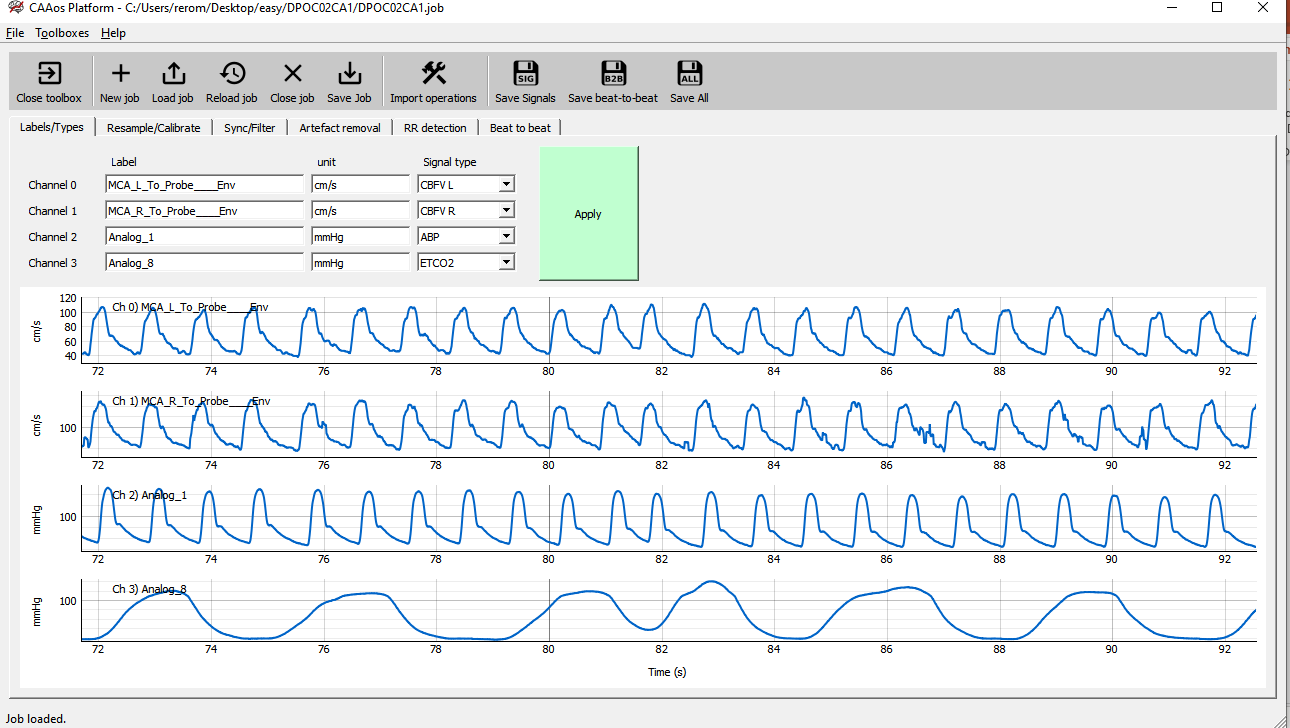 CAAos Platform - C:/Users/rerom/Desktop/easy/DPOC02CA1/DPOC02CA1.job
File Toolboxes Help
SIG B2B ALL
Close toolbox New job Load job Reload job Close job Save Job Import operations Save Signals Save beat-to-beat Save All
Labels/Types Resample/Calibrate Sync/Filter Artefact removal RR detection Beat to beat
Label unit Signal type
Channel 0 MCA_L_To_Probe____Env cm/s CBFV L
Channel 1 MCA_R_To_Probe____Env cm/s CBFV R
Apply
Channel 2 Analog_1 mmHg ABP
Channel 3 Analog_8 mmHg ETCO2
Ch 0) MCA_L_To_Probe____Env
cm/s
120
100
80
60
40
72 74 76 78 80 82 84 86 88 90 92
Ch 1) MCA_R_To_Probe____Env
cm/s
100
72 74 76 78 80 82 84 86 88 90 92
Ch 2) Analog_1
mmHg
100
72 74 76 78 80 82 84 86 88 90 92
Ch 3) Analog_8
mmHg
100
72 74 76 78 80 82 84 86 88 90 92
Time (s)
Job loaded.